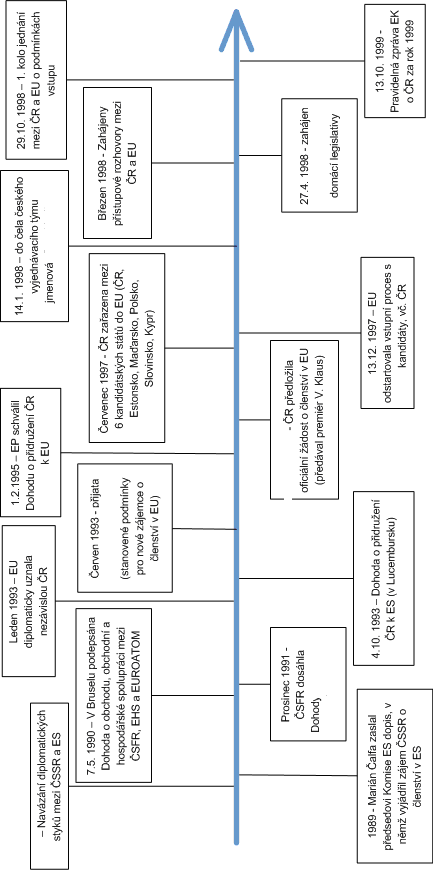 – Navázání diplomatických
styků mezi ČSSR a ES
1989 - Marián Čalfa zaslal
předsedovi Komise ES dopis, v
němž vyjádřil zájem ČSSR o
členství v ES
7.5. 1990 – V Bruselu podepsána
Dohoda o obchodu, obchodní a
hospodářské spolupráci mezi
ČSFR, EHS a EUROATOM
Prosinec 1991 -
ČSFR dosáhla
Dohody
Leden 1993 – EU
diplomaticky uznala
nezávislou ČR
4.10. 1993 – Dohoda o přidružení
ČR k ES (v Lucembursku)
Červen 1993 - přijata
(stanovené podmínky
pro nové zájemce o
členství v EU)
1.2.1995 – EP schválil
Dohodu o přidružení ČR
k EU
- ČR předložila
oficiální žádost o členství v EU
(předával premiér V. Klaus)
Červenec 1997 - ČR zařazena mezi
6 kandidátských států do EU (ČR,
Estonsko, Maďarsko, Polsko,
Slovinsko, Kypr)
13.12. 1997 – EU
odstartovala vstupní proces s
kandidáty, vč. ČR
14.1. 1998 – do čela českého
vyjednávacího týmu
jmenová
Březen 1998 - Zahájeny
přístupové rozhovory mezi
ČR a EU
27.4. 1998 - zahájen
domácí legislativy
29.10. 1998 – 1. kolo jednání
mezi ČR a EU o podmínkách
vstupu
13.10. 1999 -
Pravidelná zpráva EK
o ČR za rok 1999